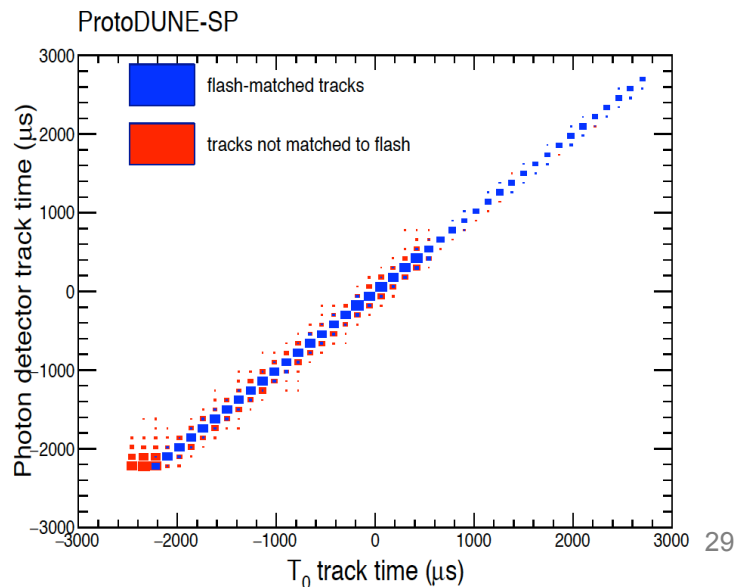 ProtoDUNE-SP
3000
flash-matched tracks
tracks not matched to flash
2000
1000
0
−1000
−2000
−3000
Photon detector track time (μs)
−3000 −2000 −1000 0 1000 2000 3000
T₀ track time (μs)
29